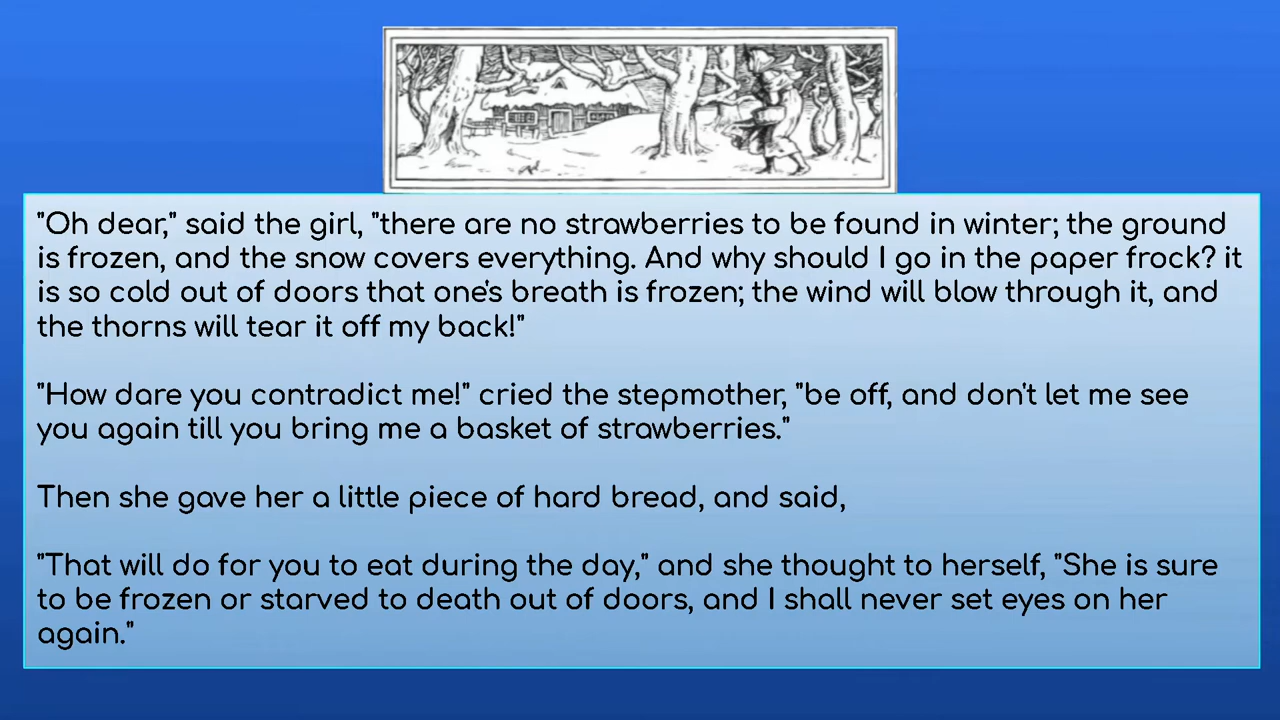 "Oh dear," said the girl, "there are no strawberries to be found in winter; the ground
is frozen, and the snow covers everything. And why should I go in the paper frock? it
is so cold out of doors that one's breath is frozen; the wind will blow through it, and
the thorns will tear it off my back!"
"How dare you contradict me!" cried the stepmother, "be off, and don't let me see
you again till you bring me a basket of strawberries."
Then she gave her a little piece of hard bread, and said,
"That will do for you to eat during the day," and she thought to herself, "She is sure
to be frozen or starved to death out of doors, and I shall never set eyes on her
again."